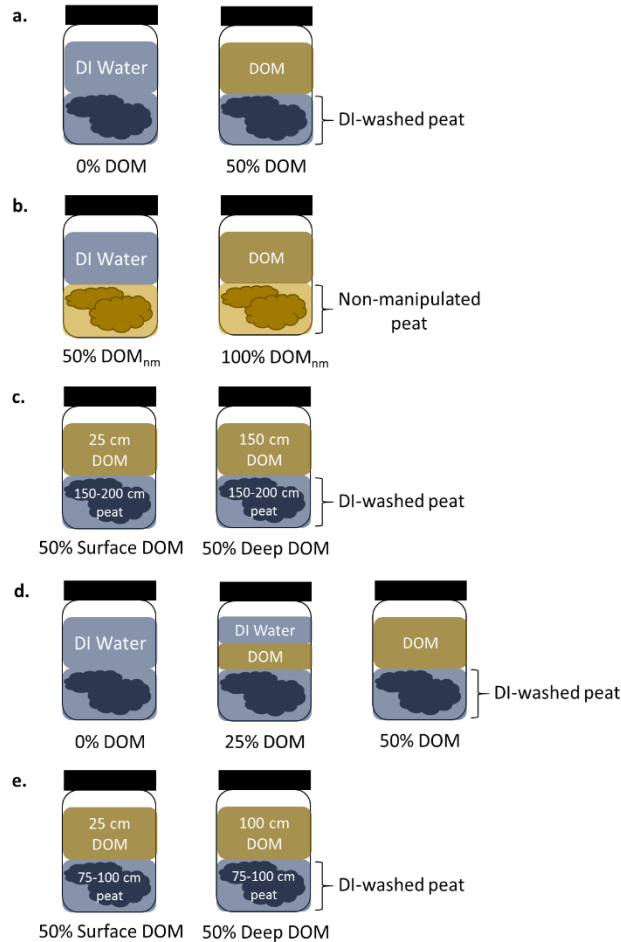 a.
DI Water
DOM
DI-washed peat
0% DOM
50% DOM
b.
DI Water
DOM
Non-manipulated
peat
50% DOMnm
100% DOMnm
c.
25 cm
DOM
150 cm
DOM
150-200 cm
peat
150-200 cm
peat
DI-washed peat
50% Surface DOM
50% Deep DOM
d.
DI Water
DI Water
DOM
DOM
DI-washed peat
0% DOM
25% DOM
50% DOM
e.
25 cm
DOM
100 cm
DOM
75-100 cm
peat
75-100 cm
peat
DI-washed peat
50% Surface DOM
50% Deep DOM